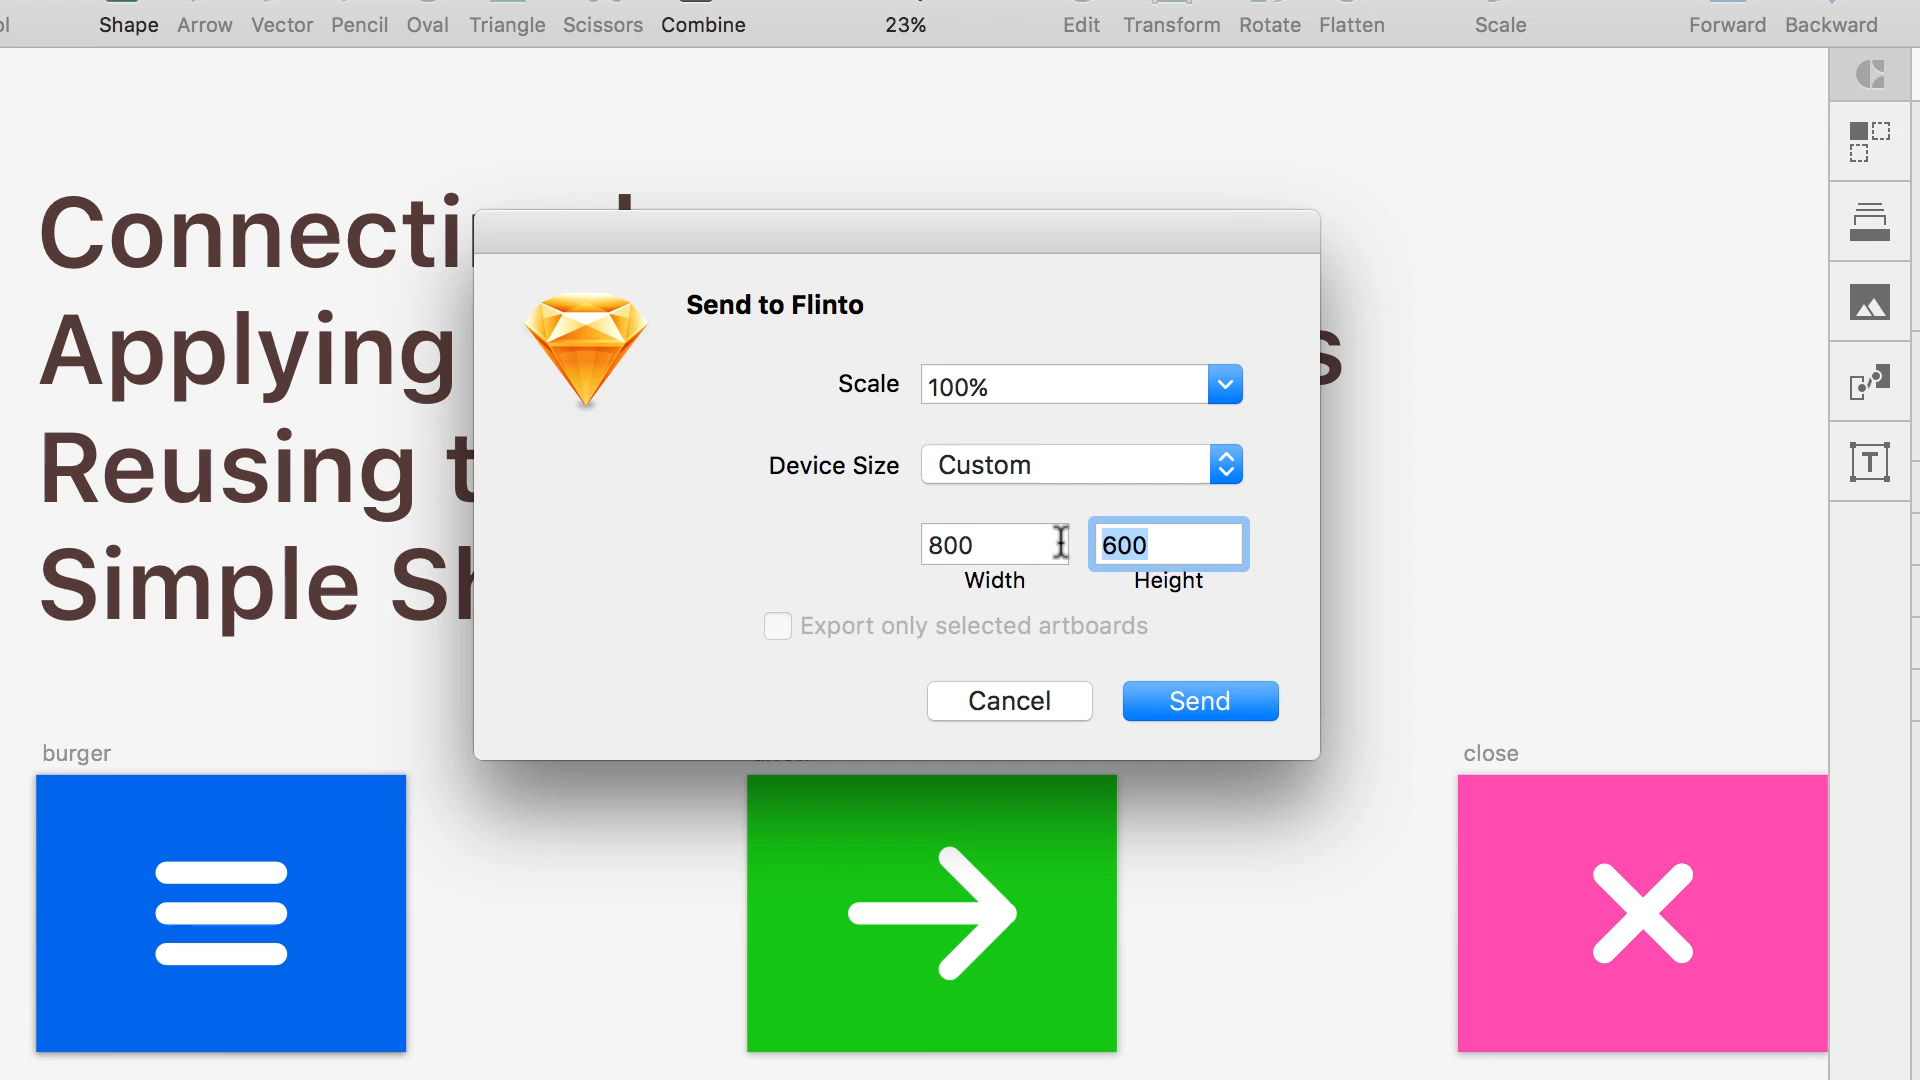 Shape Arrow Vector Pencil Oval Triangle Scissors Combine 23% Edit Transform Rotate Flatten Scale Forward Backward
Send to Flinto
Applying
Reusing
Simple
Scale 100%
Device Size Custom
800 600
Width Height
Export only selected artboards
Cancel Send
burger close
T